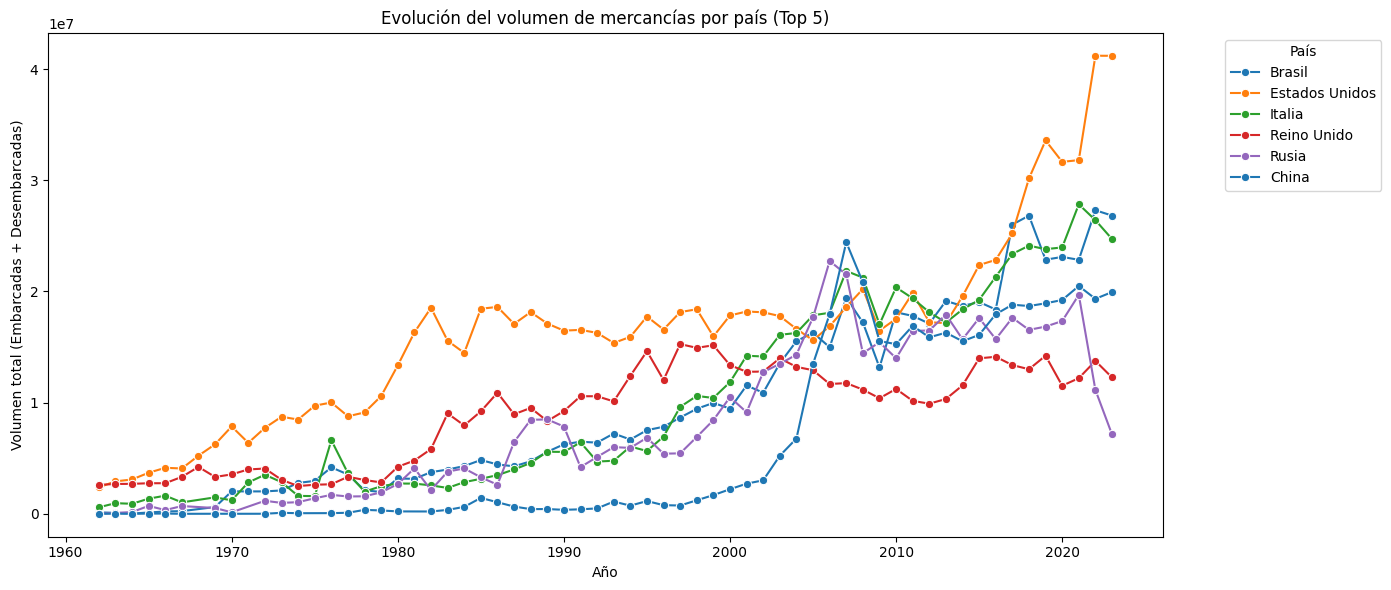 Evolución del volumen de mercancías por país (Top 5)
1e7
4
3
2
1
0
Volumen total (Embarcadas + Desembarcadas)
1960
1970
1980
1990
2000
2010
2020
Año
País
Brasil
Estados Unidos
Italia
Reino Unido
Rusia
China